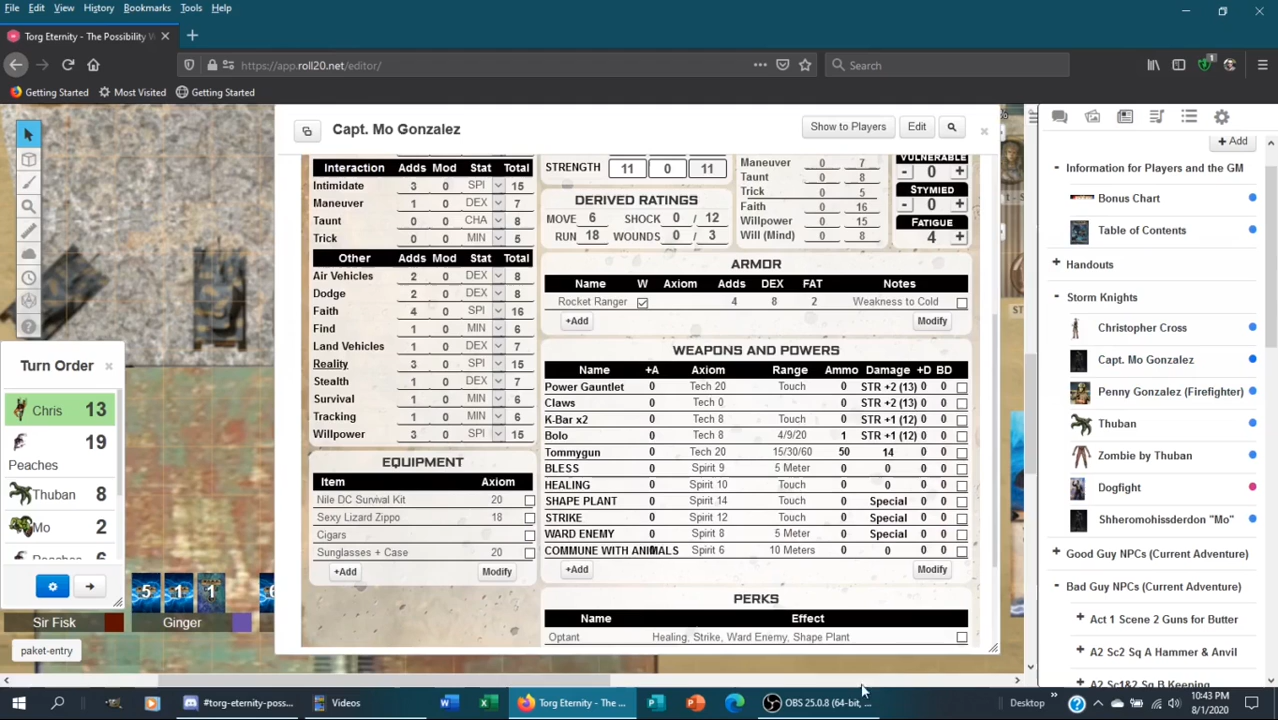 File Edit View History Bookmarks Tools Help
Torg Eternity - The Possibility W
https://app.roll20.net/editor/
Search
Getting Started Most Visited Getting Started
Capt. Mo Gonzalez
Show to Players
Edit
Interaction Adds Mod Stat Total
Intimidate 3 0 SPI 15
Maneuver 1 0 DEX 7
Taunt 0 0 CHA 8
Trick 0 0 MIN 5
Other Adds Mod Stat Total
Air Vehicles 2 0 DEX 8
Dodge 2 0 DEX 8
Faith 4 0 SPI 16
Find 1 0 MIN 6
Land Vehicles 1 0 DEX 7
Reality 3 0 SPI 15
Stealth 1 0 DEX 7
Survival 1 0 MIN 6
Tracking 1 0 MIN 6
Willpower 3 0 SPI 15
EQUIPMENT
Item Axiom
Nile DC Survival Kit 20
Sexy Lizard Zippo 18
Cigars
Sunglasses + Case 20
+Add Modify
STRENGTH 11 0 11
DERIVED RATINGS
MOVE 6 SHOCK 0 / 12
RUN 18 WOUNDS 0 / 3
Maneuver 0 7
Taunt 0 8
Trick 0 5
Faith 0 16
Willpower 0 15
Will (Mind) 0 8
VULNERABLE
- 0 +
STYMIED
- 0 +
FATIGUE
4 +
ARMOR
Name W Axiom Adds DEX FAT Notes
Rocket Ranger 4 8 2 Weakness to Cold
+Add Modify
WEAPONS AND POWERS
Name +A Axiom Range Ammo Damage +D BD
Power Gauntlet 0 Tech 20 Touch 0 STR +2 (13) 0 0
Claws 0 Tech 0 0 STR +2 (13) 0 0
K-Bar x2 0 Tech 8 Touch 0 STR +1 (12) 0 0
Bolo 0 Tech 8 4/9/20 1 STR +1 (12) 0 0
Tommygun 0 Tech 20 15/30/60 50 14 0 0
BLESS 0 Spirit 9 5 Meter 0 0 0 0
HEALING 0 Spirit 10 Touch 0 0 0 0
SHAPE PLANT 0 Spirit 14 Touch 0 Special 0 0
STRIKE 0 Spirit 12 Touch 0 Special 0 0
WARD ENEMY 0 Spirit 8 5 Meter 0 Special 0 0
COMMUNE WITH ANIMALS 0 Spirit 6 10 Meters 0 0 0 0
+Add Modify
PERKS
Name Effect
Optant Healing, Strike, Ward Enemy, Shape Plant
Turn Order
Chris 13
19
Peaches
Thuban 8
Mo 2
5 1 1
Sir Fisk Ginger
paket-entry
+ Add
- Information for Players and the GM
Bonus Chart
Table of Contents
+ Handouts
- Storm Knights
Christopher Cross
Capt. Mo Gonzalez
Penny Gonzalez (Firefighter)
Thuban
Zombie by Thuban
Dogfight
Shheromohissderdon "Mo"
+ Good Guy NPCs (Current Adventure)
- Bad Guy NPCs (Current Adventure)
+ Act 1 Scene 2 Guns for Butter
+ A2 Sc2 Sq A Hammer & Anvil
+ A2 Sc1&2 Sq B Keeping
#torg-eternity-poss...
Videos
Torg Eternity - The ...
OBS 25.0.8 (64-bit, ...
Desktop
10:43 PM
8/1/2020